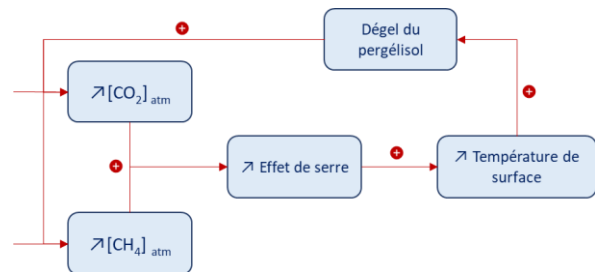 Dégel du
pergélisol
+
↗[CO₂] atm
+
+
↗ Effet de serre
+
↗ Température de
surface
+
↗[CH₄] atm